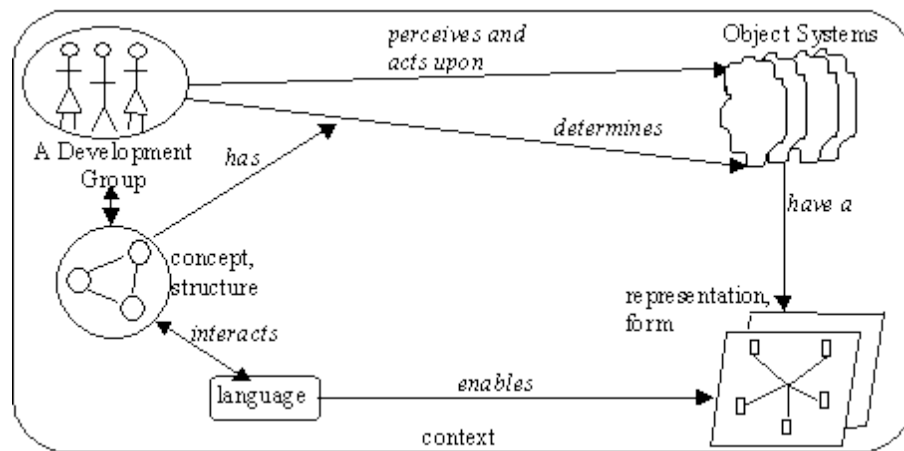 perceives and
acts upon
Object Systems
determines
A Development
Group
has
have a
concept,
structure
representation,
form
interacts
language
enables
context